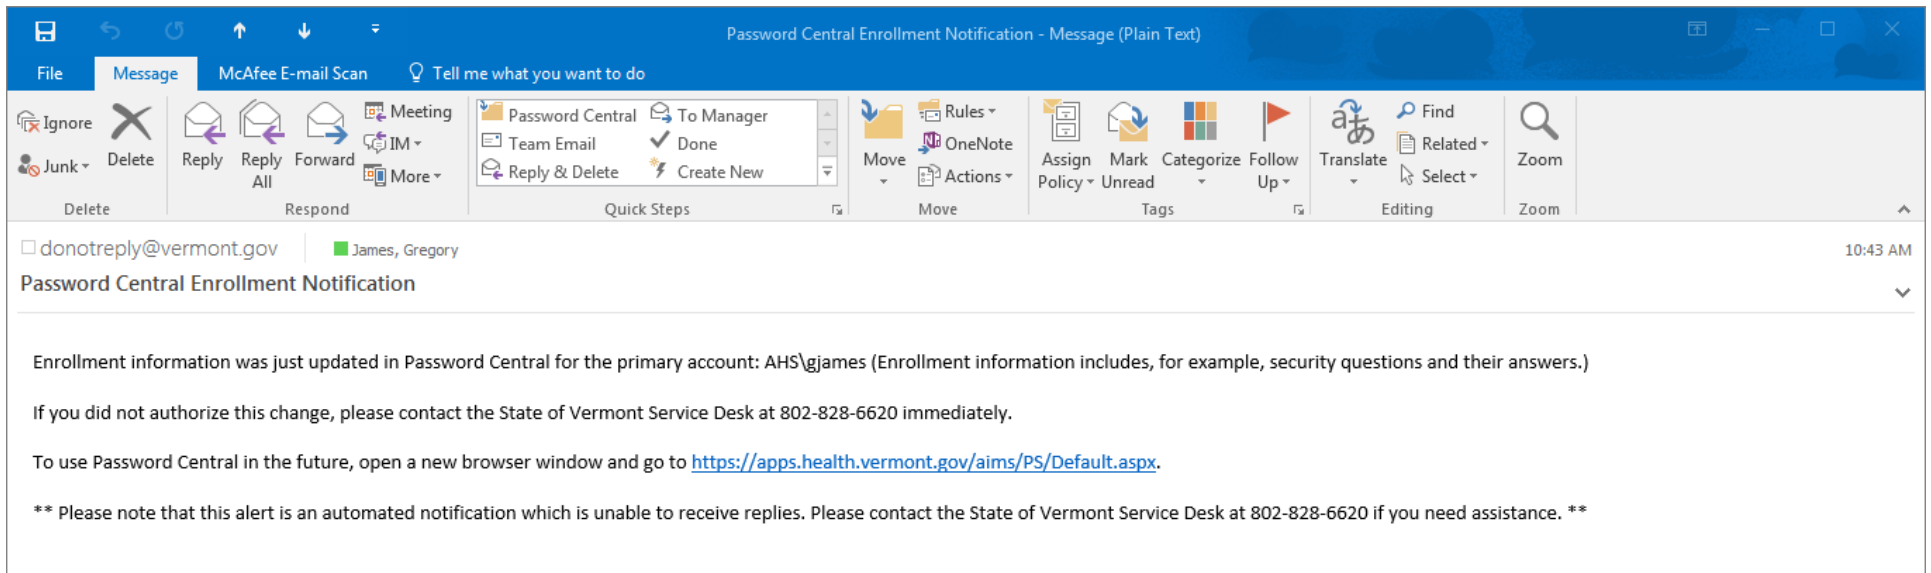 Password Central Enrollment Notification - Message (Plain Text)
File Message McAfee E-mail Scan Tell me what you want to do
Ignore
Junk
Delete
Delete
Reply
Reply All
Forward
Meeting
IM
More
Respond
Password Central
To Manager
Team Email
Done
Reply & Delete
Create New
Quick Steps
Move
Rules
OneNote
Actions
Move
Assign Policy
Mark Unread
Categorize
Follow Up
Tags
Translate
Find
Related
Select
Editing
Zoom
Zoom
donotreply@vermont.gov James, Gregory 10:43 AM
Password Central Enrollment Notification
Enrollment information was just updated in Password Central for the primary account: AHS\gjames (Enrollment information includes, for example, security questions and their answers.)
If you did not authorize this change, please contact the State of Vermont Service Desk at 802-828-6620 immediately.
To use Password Central in the future, open a new browser window and go to https://apps.health.vermont.gov/aims/PS/Default.aspx.
** Please note that this alert is an automated notification which is unable to receive replies. Please contact the State of Vermont Service Desk at 802-828-6620 if you need assistance. **